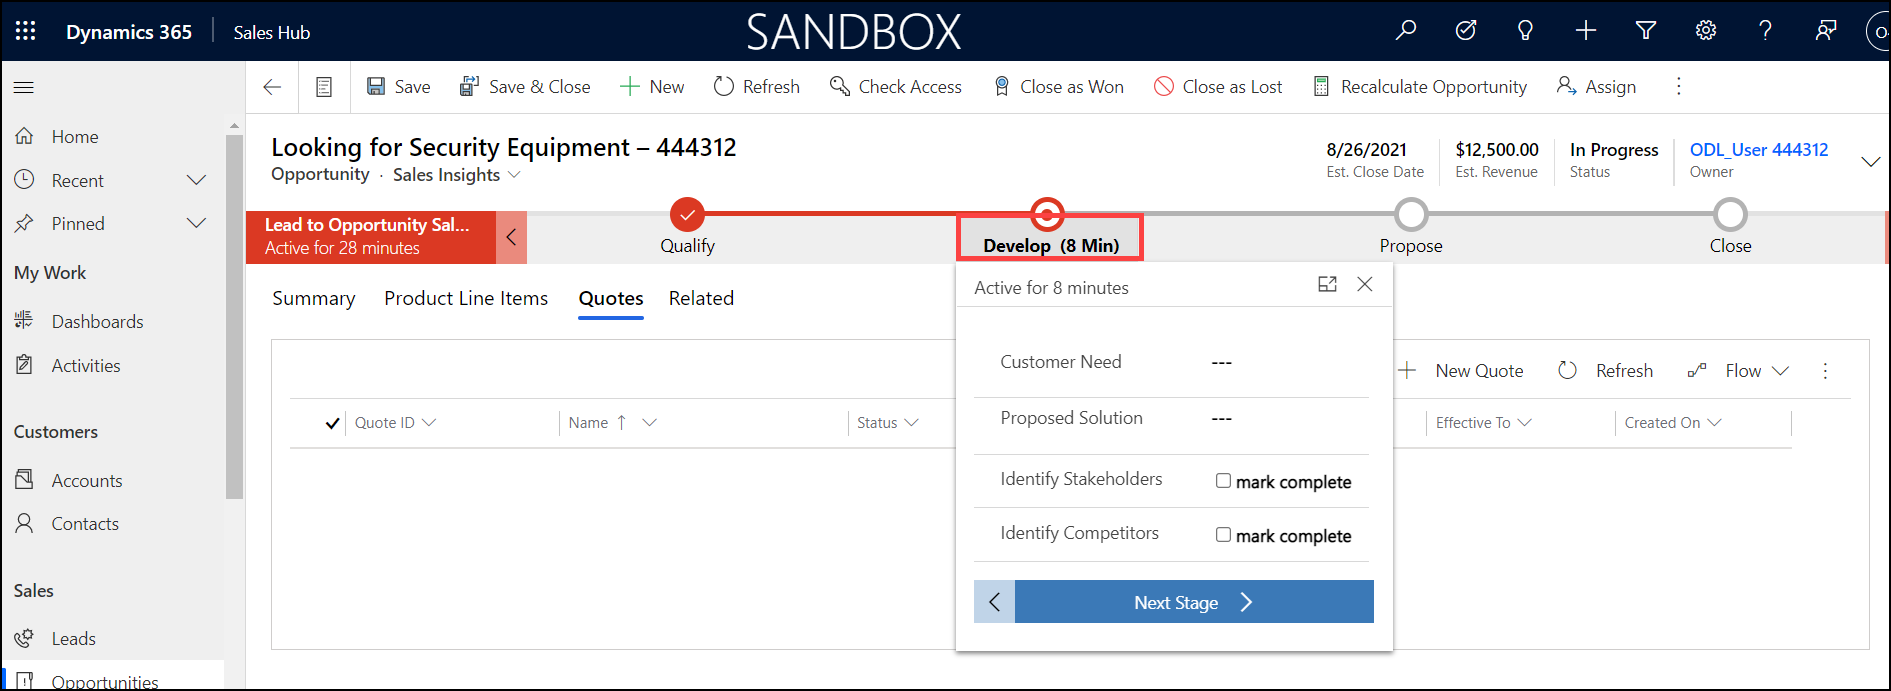 Dynamics 365
Sales Hub
SANDBOX
Save
Save & Close
New
Refresh
Check Access
Close as Won
Close as Lost
Recalculate Opportunity
Assign
Home
Recent
Pinned
My Work
Dashboards
Activities
Customers
Accounts
Contacts
Sales
Leads
Opportunities
Looking for Security Equipment – 444312
Opportunity · Sales Insights
8/26/2021
Est. Close Date
$12,500.00
Est. Revenue
In Progress
Status
ODL_User 444312
Owner
Lead to Opportunity Sal...
Active for 28 minutes
Qualify
Develop (8 Min)
Propose
Close
Summary
Product Line Items
Quotes
Related
Active for 8 minutes
Customer Need ---
Proposed Solution ---
Identify Stakeholders mark complete
Identify Competitors mark complete
Next Stage
New Quote
Refresh
Flow
Quote ID
Name
Status
Effective To
Created On